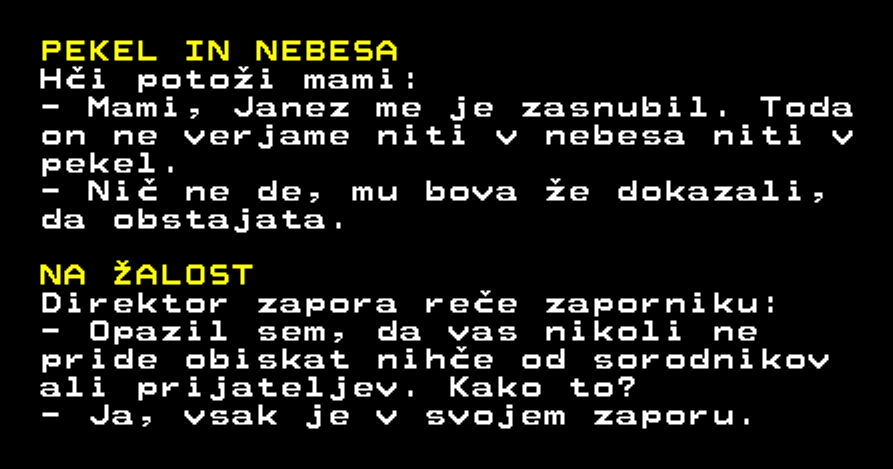 PEKEL IN NEBESA
Hči potoži mami:
- Mami, Janez me je zasnubil. Toda
on ne verjame niti v nebesa niti v
pekel.
- Nič ne de, mu bova že dokazali,
da obstajata.
NA ŽALOST
Direktor zapora reče zaporniku:
- Opazil sem, da vas nikoli ne
pride obiskat nihče od sorodnikov
ali prijateljev. Kako to?
- Ja, vsak je v svojem zaporu.